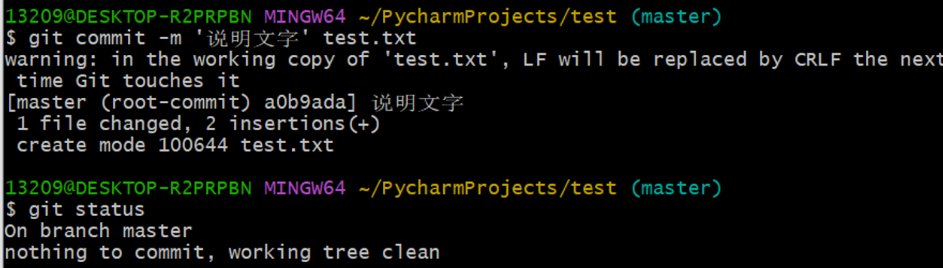 13209@DESKTOP-R2PRPBN MINGW64 ~/PycharmProjects/test (master)
$ git commit -m '说明文字' test.txt
warning: in the working copy of 'test.txt', LF will be replaced by CRLF the next
 time Git touches it
[master (root-commit) a0b9ada] 说明文字
 1 file changed, 2 insertions(+)
 create mode 100644 test.txt
13209@DESKTOP-R2PRPBN MINGW64 ~/PycharmProjects/test (master)
$ git status
On branch master
nothing to commit, working tree clean